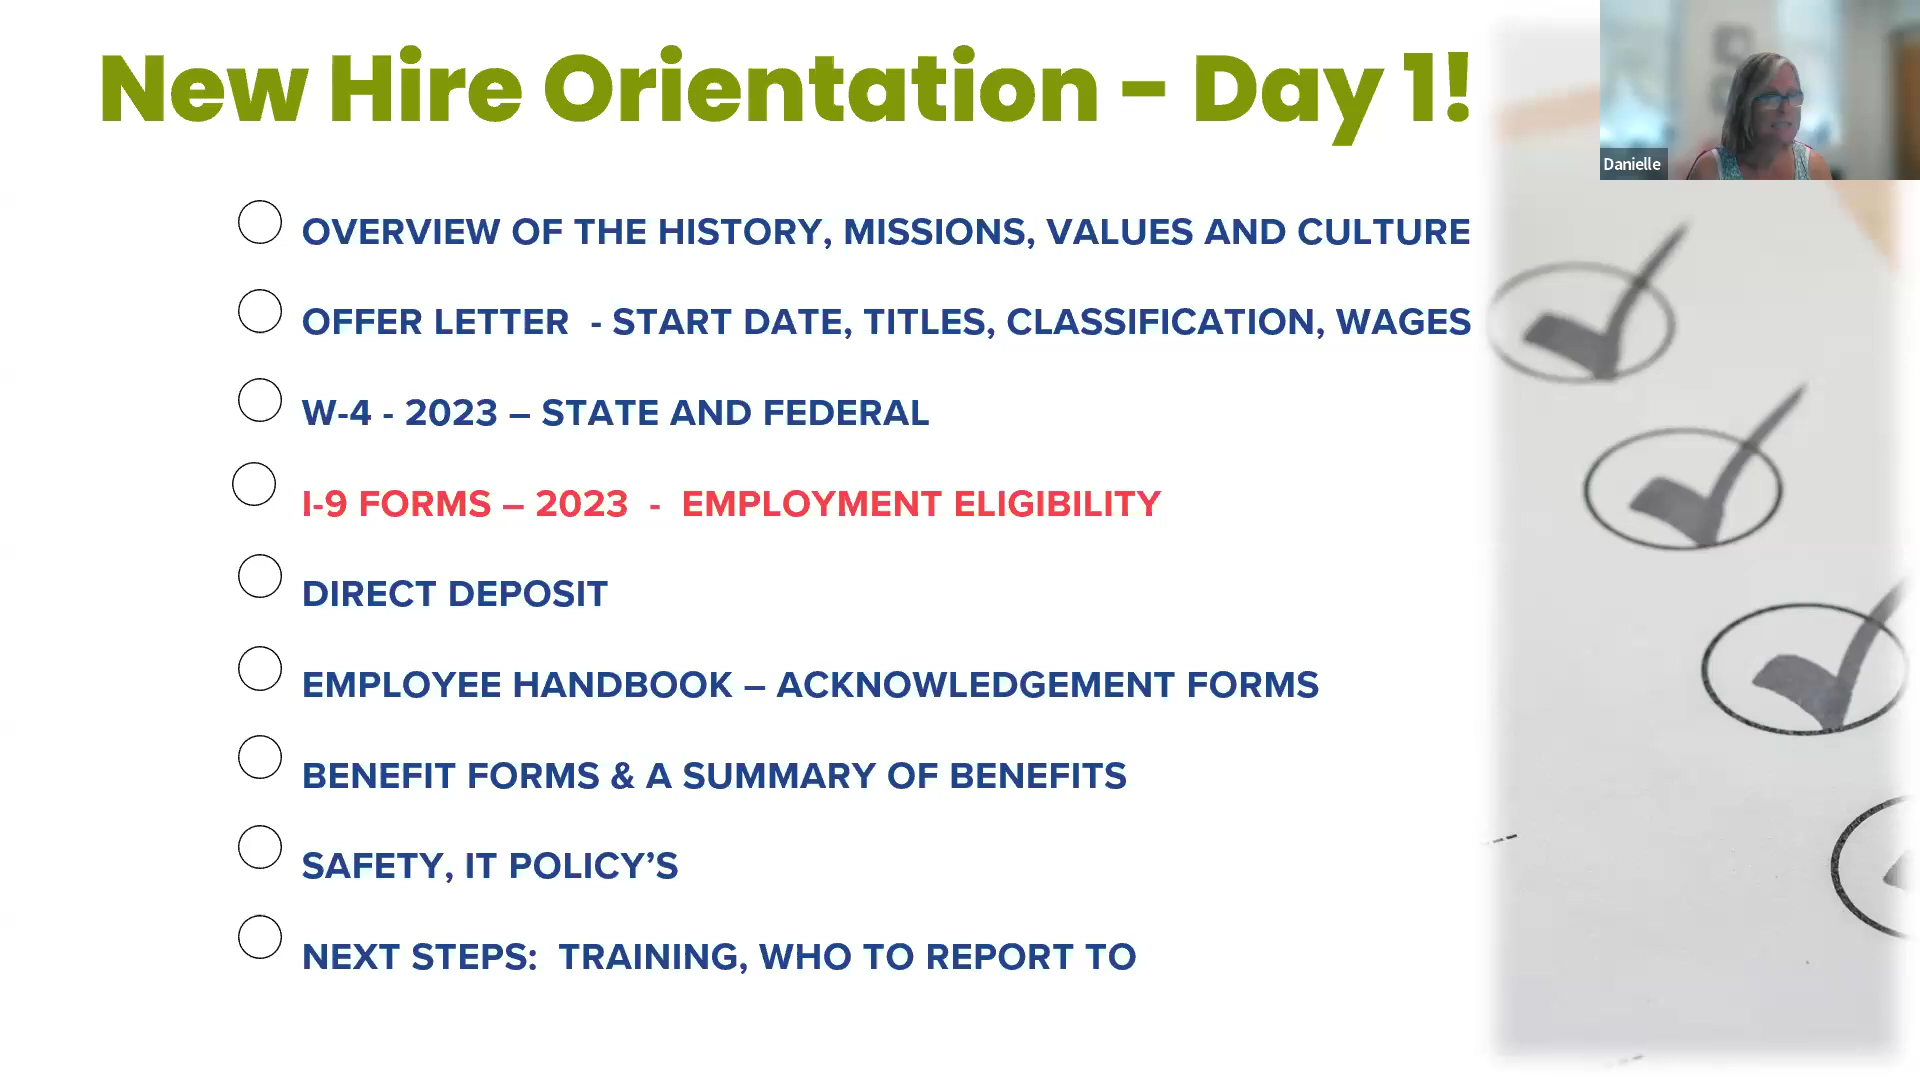 New Hire Orientation - Day 1!
Danielle
OVERVIEW OF THE HISTORY, MISSIONS, VALUES AND CULTURE
OFFER LETTER - START DATE, TITLES, CLASSIFICATION, WAGES
W-4 - 2023 – STATE AND FEDERAL
I-9 FORMS – 2023 - EMPLOYMENT ELIGIBILITY
DIRECT DEPOSIT
EMPLOYEE HANDBOOK – ACKNOWLEDGEMENT FORMS
BENEFIT FORMS & A SUMMARY OF BENEFITS
SAFETY, IT POLICY’S
NEXT STEPS: TRAINING, WHO TO REPORT TO